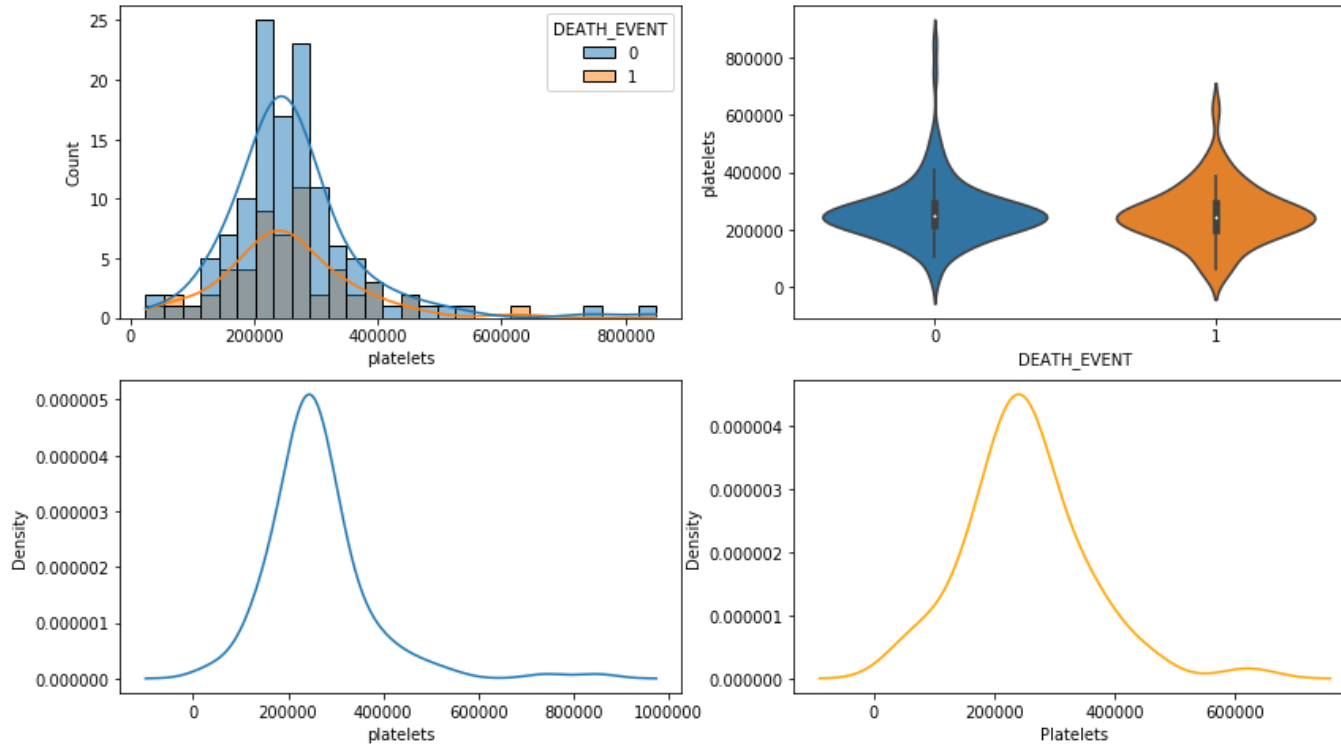 DEATH_EVENT
0
1
25
20
15
10
5
0
Count
0 200000 400000 600000 800000
platelets
800000
600000
400000
200000
0
platelets
0 1
DEATH_EVENT
0.000005
0.000004
0.000003
0.000002
0.000001
0.000000
Density
0 200000 400000 600000 800000 1000000
platelets
0.000004
0.000003
0.000002
0.000001
0.000000
Density
0 200000 400000 600000
Platelets